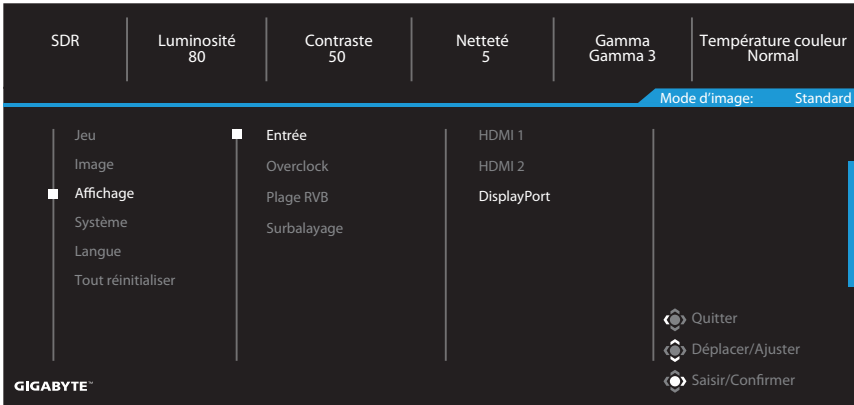 SDR
Luminosité
80
Contraste
50
Netteté
5
Gamma
Gamma 3
Température couleur
Normal
Mode d'image: Standard
Jeu
Image
Affichage
Système
Langue
Tout réinitialiser
Entrée
Overclock
Plage RVB
Surbalayage
HDMI 1
HDMI 2
DisplayPort
Quitter
Déplacer/Ajuster
Saisir/Confirmer
GIGABYTE™